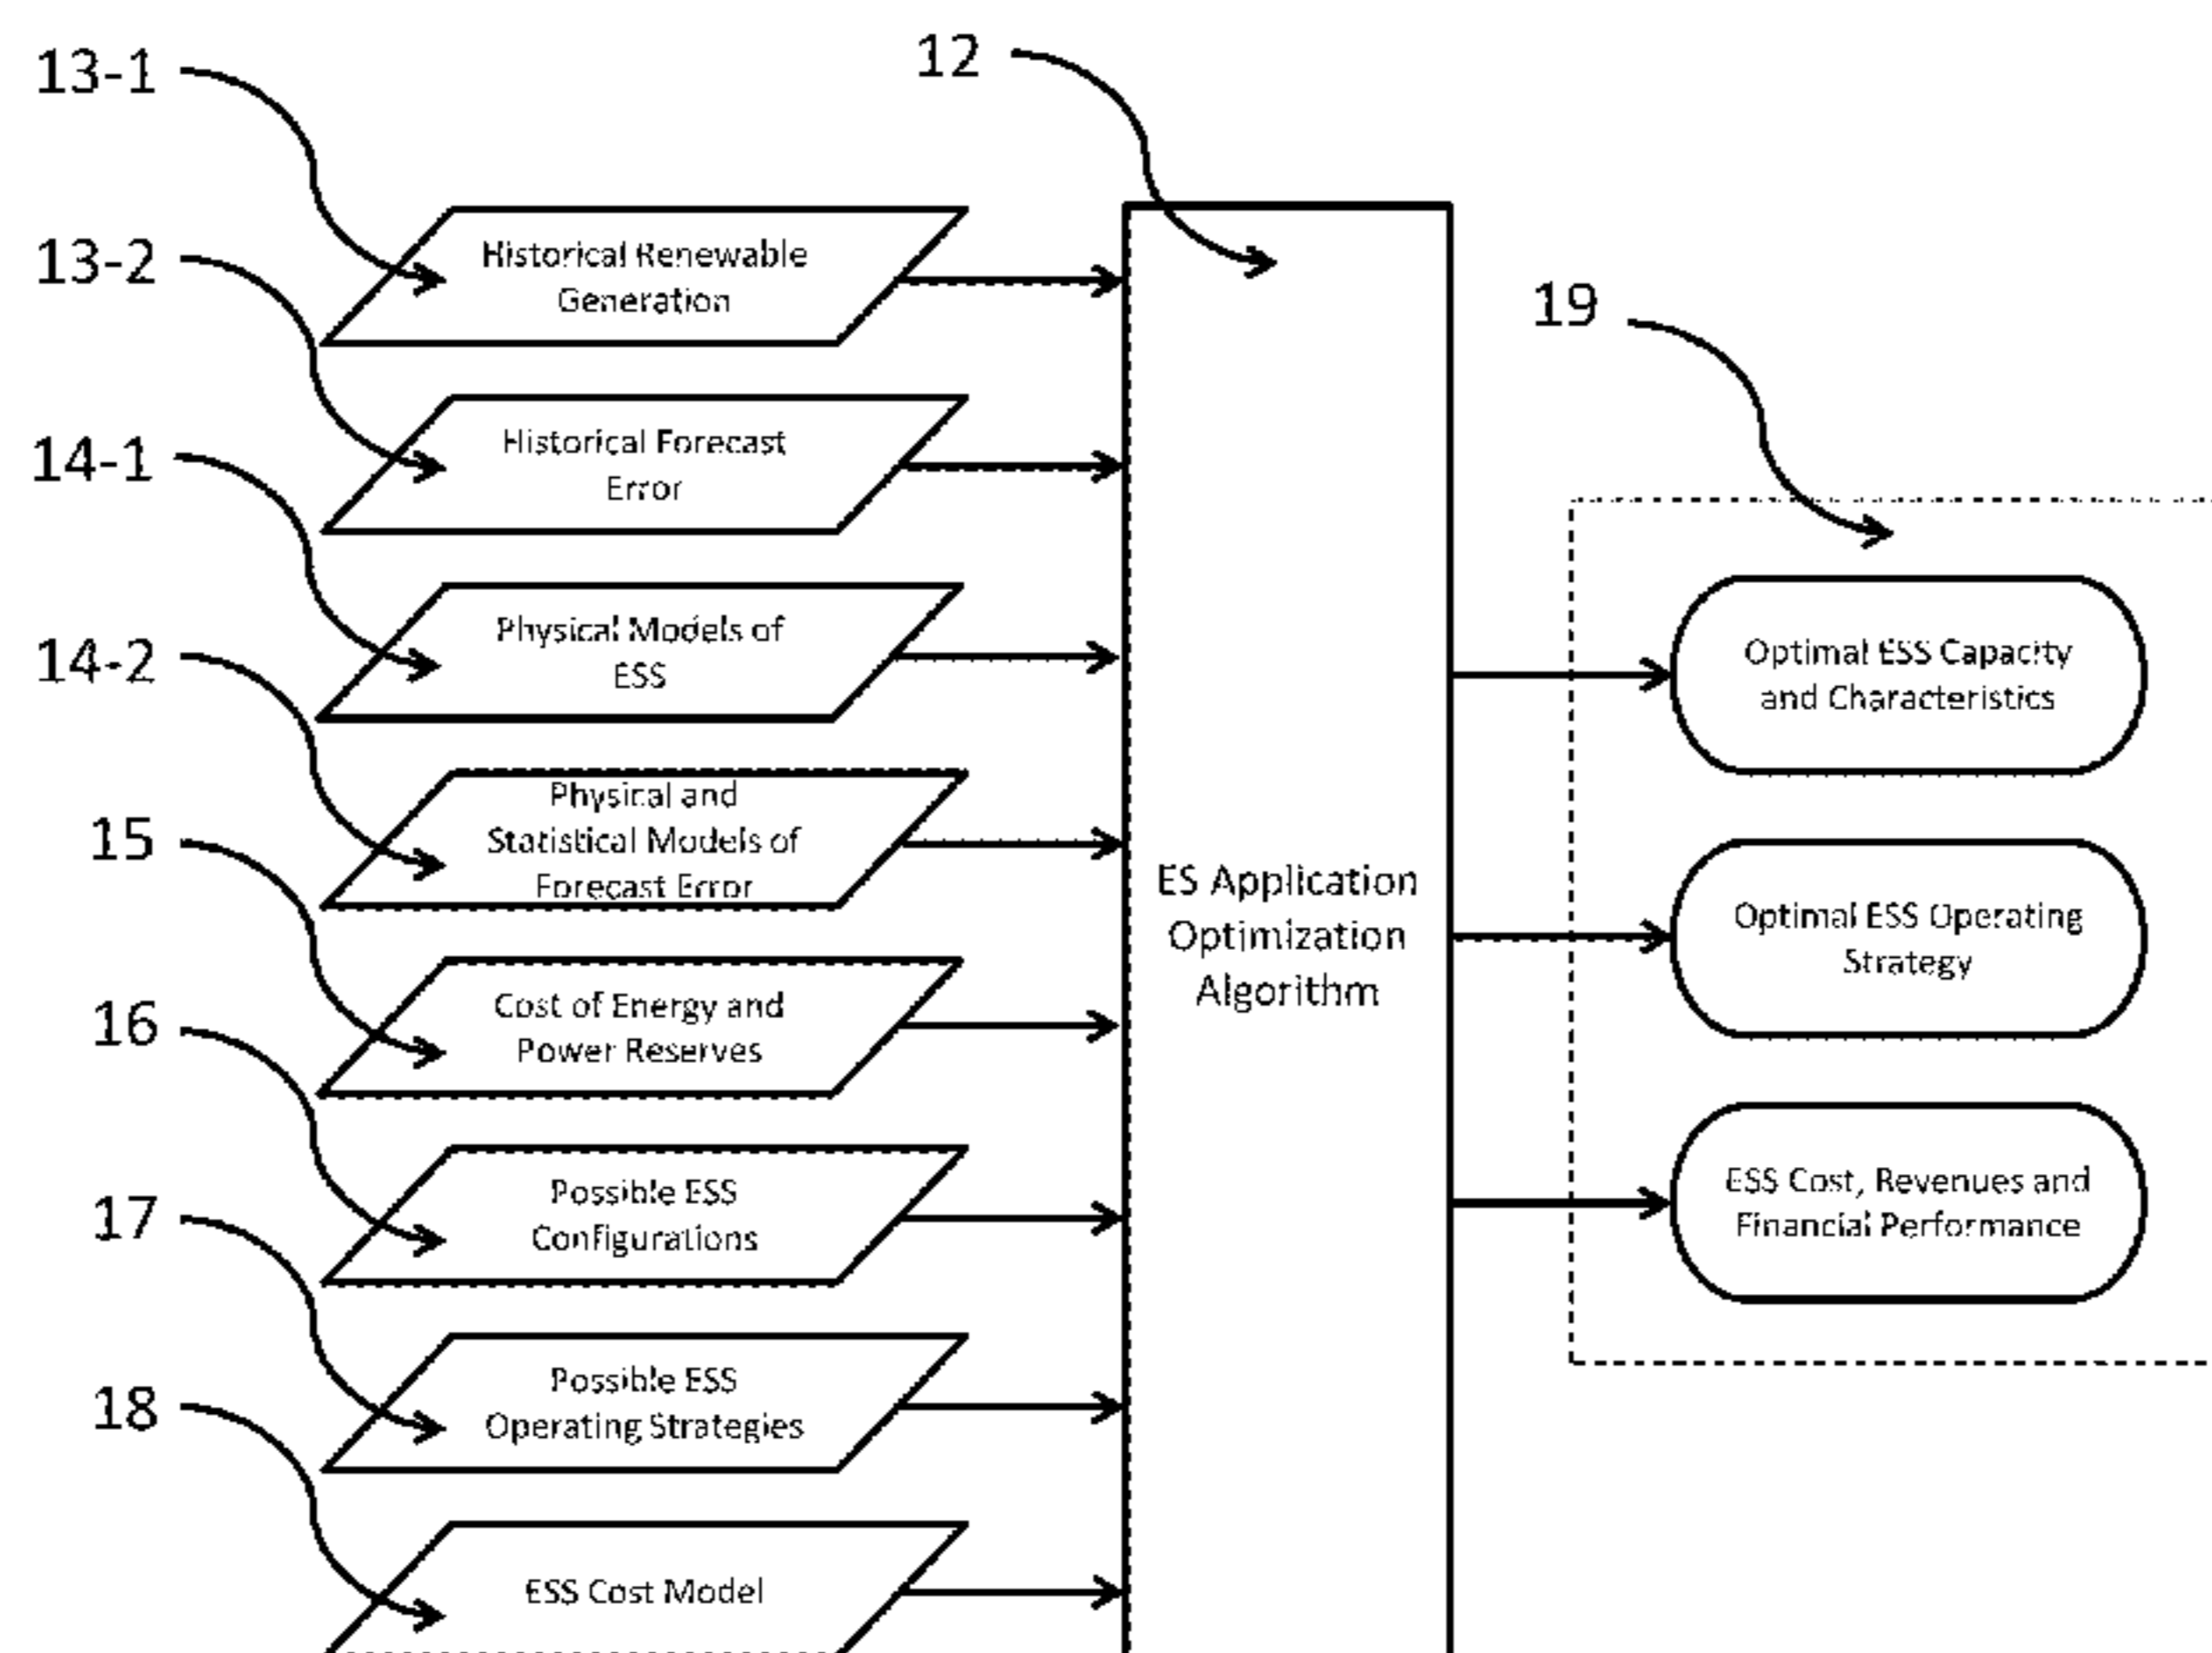 13-1
12
13-2
19
14-1
14-2
15
16
17
18
Historical Renewable
Generation
Historical Forecast
Error
Physical Models of
ESS
Physical and
Statistical Models of
Forecast Error
Cost of Energy and
Power Reserves
Possible ESS
Configurations
Possible ESS
Operating Strategies
ESS Cost Model
ES Application
Optimization
Algorithm
Optimal ESS Capacity
and Characteristics
Optimal ESS Operating
Strategy
ESS Cost, Revenues and
Financial Performance